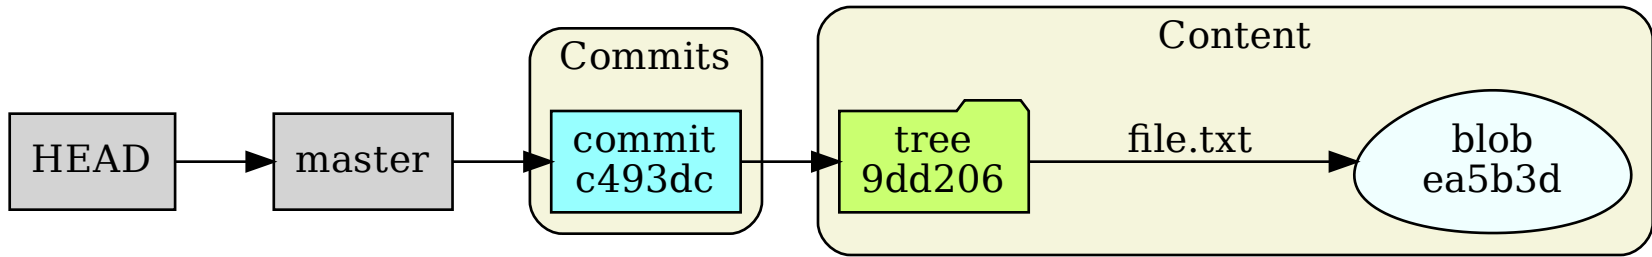 Commits
Content
HEAD
master
commit
c493dc
tree
9dd206
file.txt
blob
ea5b3d